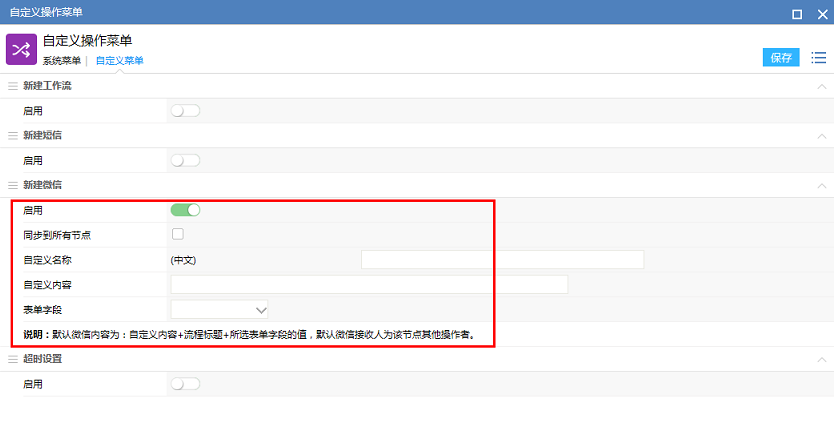 自定义操作菜单
自定义操作菜单
系统菜单 | 自定义菜单
保存
新建工作流
启用
新建短信
启用
新建微信
启用
同步到所有节点
自定义名称 (中文)
自定义内容
表单字段
说明：默认微信内容为：自定义内容+流程标题+所选表单字段的值，默认微信接收人为该节点其他操作者。
超时设置
启用